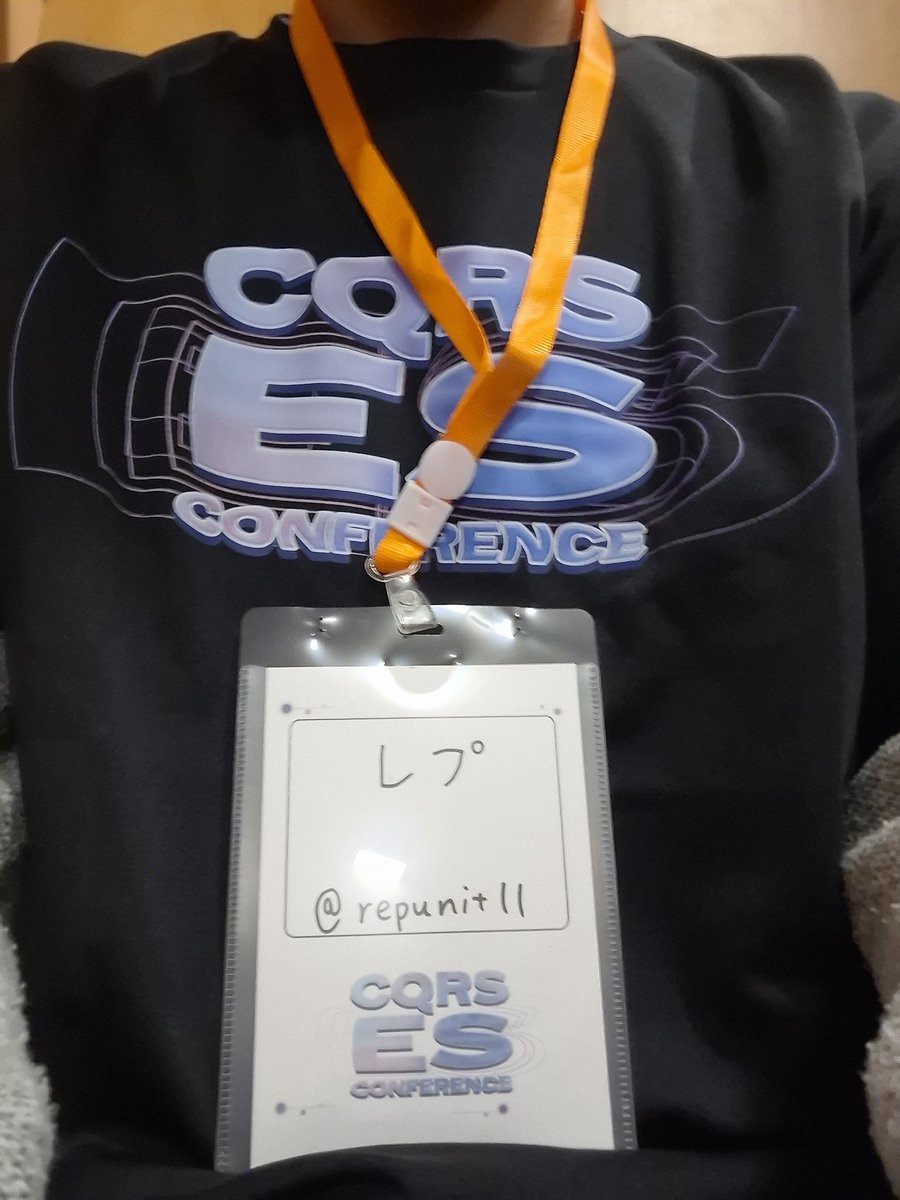 CQRS
ES
CONFERENCE
レプ
@repunit11
CQRS
ES
CONFERENCE